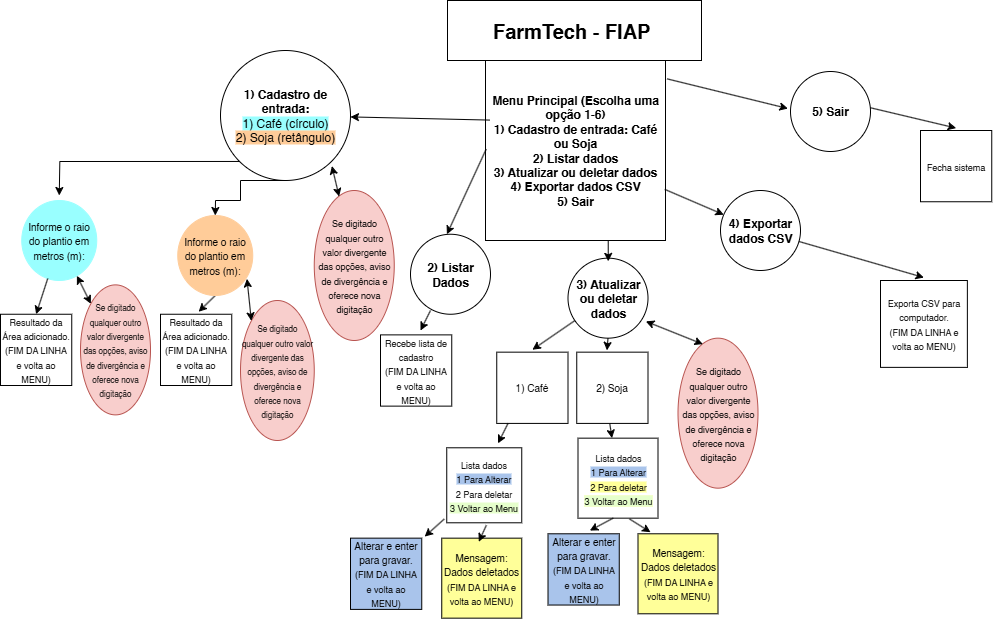 FarmTech - FIAP
Menu Principal (Escolha uma
opção 1-6)
1) Cadastro de entrada: Café
ou Soja
2) Listar dados
3) Atualizar ou deletar dados
4) Exportar dados CSV
5) Sair
1) Cadastro de
entrada:
1) Café (círculo)
2) Soja (retângulo)
5) Sair
Fecha sistema
4) Exportar
dados CSV
Exporta CSV para
computador.
(FIM DA LINHA e
volta ao MENU)
Informe o raio
do plantio em
metros (m):
Informe o raio
do plantio em
metros (m):
Se digitado
qualquer outro
valor divergente
das opções, aviso
de divergência e
oferece nova
digitação
2) Listar
Dados
3) Atualizar
ou deletar
dados
Resultado da
Área adicionado.
(FIM DA LINHA
e volta ao
MENU)
Se digitado
qualquer outro
valor divergente
das opções, aviso
de divergência e
oferece nova
digitação
Resultado da
Área adicionado.
(FIM DA LINHA
e volta ao
MENU)
Se digitado
qualquer outro valor
divergente das
opções, aviso de
divergência e
oferece nova
digitação
Recebe lista de
cadastro
(FIM DA LINHA
e volta ao
MENU)
1) Café
2) Soja
Se digitado
qualquer outro
valor divergente
das opções, aviso
de divergência e
oferece nova
digitação
Lista dados
1 Para Alterar
2 Para deletar
3 Voltar ao Menu
Lista dados
1 Para Alterar
2 Para deletar
3 Voltar ao Menu
Alterar e enter
para gravar.
(FIM DA LINHA
e volta ao
MENU)
Mensagem:
Dados deletados
(FIM DA LINHA e
volta ao MENU)
Alterar e enter
para gravar.
(FIM DA LINHA
e volta ao
MENU)
Mensagem:
Dados deletados
(FIM DA LINHA e
volta ao MENU)